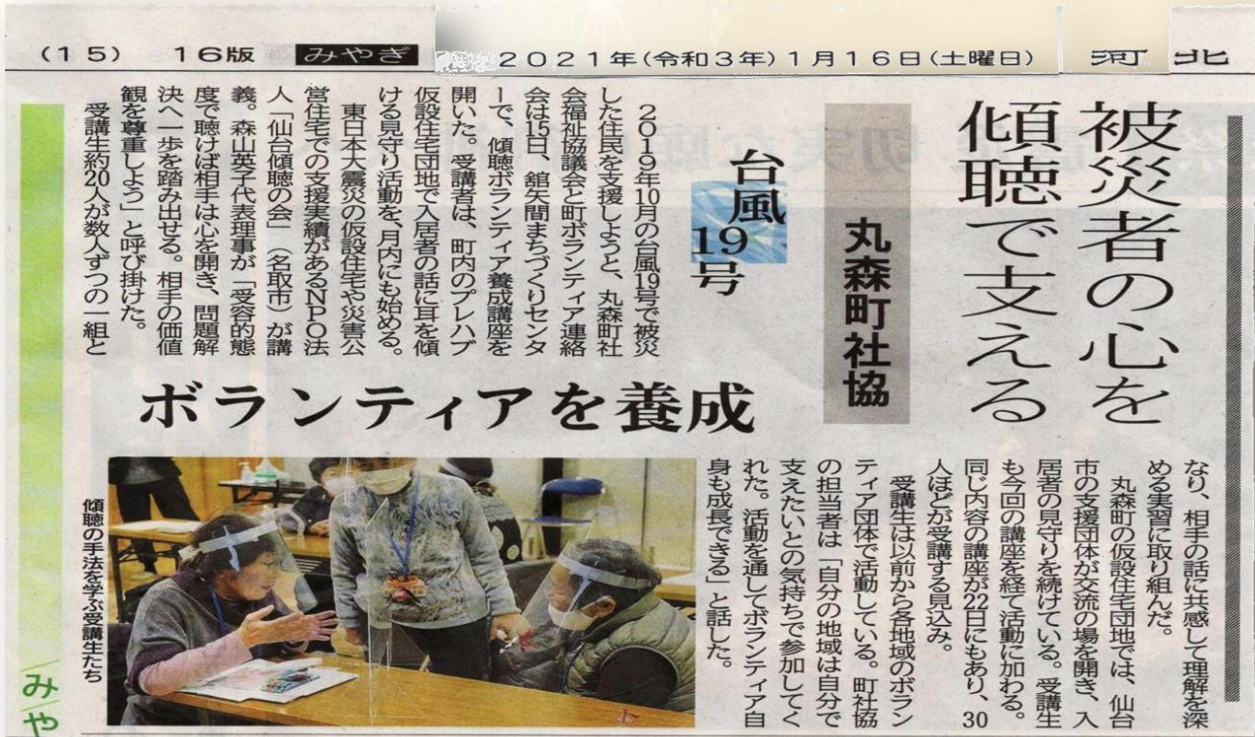 (15) 16版 みやぎ 2021年(令和3年)1月16日(土曜日) 河北
被災者の心を
傾聴で支える
丸森町社協
台風
19
号
ボランティアを養成
2019年10月の台風19号で被災
した住民を支援しようと、丸森町社
会福祉協議会と町ボランティア連絡
会は15日、舘矢間まちづくりセンタ
ーで、傾聴ボランティア養成講座を
開いた。受講者は、町内のプレハブ
仮設住宅団地で入居者の話に耳を傾
ける見守り活動を、月内にも始める。
東日本大震災の仮設住宅や災害公
営住宅での支援実績があるNPO法
人「仙台傾聴の会」(名取市)が講
義。森山英子代表理事が「受容的態
度で聴けば相手は心を開き、問題解
決へ一歩を踏み出せる。相手の価値
観を尊重しよう」と呼び掛けた。
受講生約20人が数人ずつの一組と
なり、相手の話に共感して理解を深
める実習に取り組んだ。
丸森町の仮設住宅団地では、仙台
市の支援団体が交流の場を開き、入
居者の見守りを続けている。受講生
も今回の講座を経て活動に加わる。
同じ内容の講座が22日にもあり、30
人ほどが受講する見込み。
受講生は以前から各地域のボラン
ティア団体で活動している。町社協
の担当者は「自分の地域は自分で
支えたいとの気持ちで参加してく
れた。活動を通してボランティア自
身も成長できる」と話した。
傾聴の手法を学ぶ受講生たち
みや